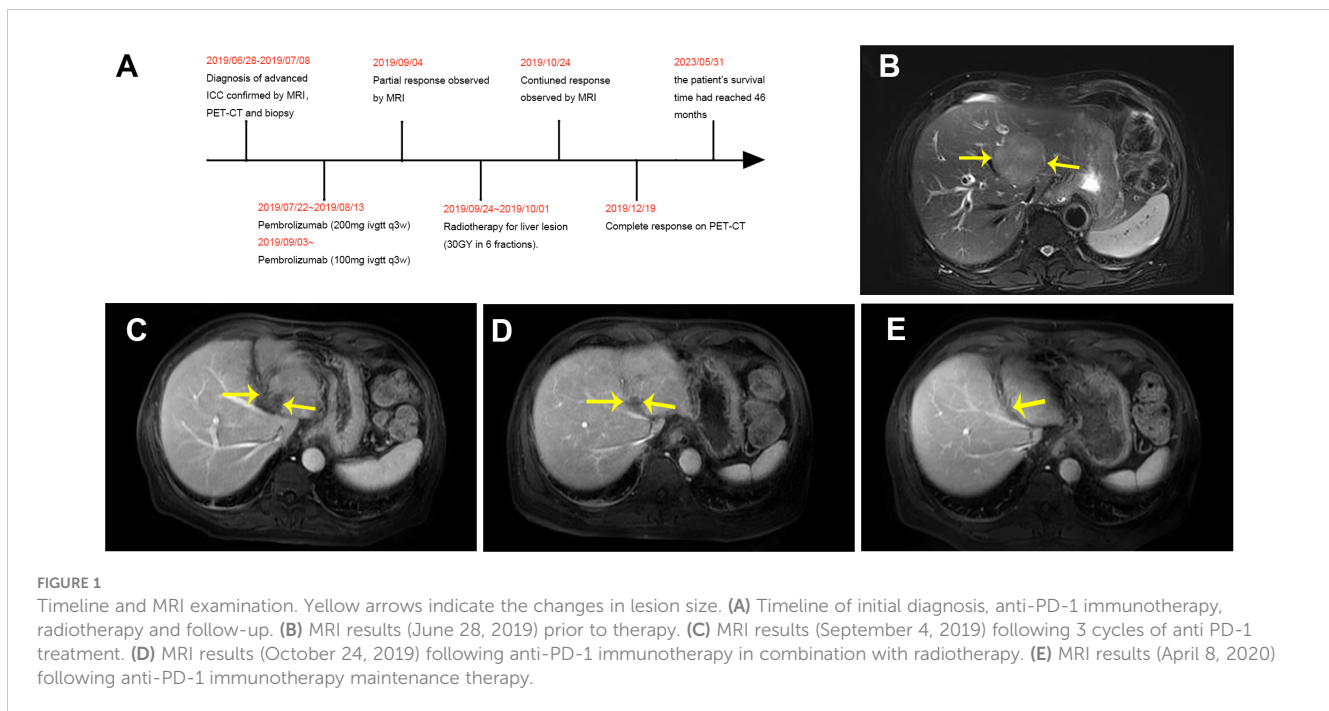 A
2019/06/28-2019/07/08
Diagnosis of advanced
ICC confirmed by MRI,
PET-CT and biopsy
2019/09/04
Partial response observed
by MRI
2019/10/24
Contiuned response
observed by MRI
2023/05/31
the patient's survival
time had reached 46
months
2019/07/22~2019/08/13
Pembrolizumab (200mg ivgtt q3w)
2019/09/03~
Pembrolizumab (100mg ivgtt q3w)
2019/09/24~2019/10/01
Radiotherapy for liver lesion
(30GY in 6 fractions).
2019/12/19
Complete response on PET-CT
B
C
D
E
FIGURE 1
Timeline and MRI examination. Yellow arrows indicate the changes in lesion size. (A) Timeline of initial diagnosis, anti-PD-1 immunotherapy,
radiotherapy and follow-up. (B) MRI results (June 28, 2019) prior to therapy. (C) MRI results (September 4, 2019) following 3 cycles of anti PD-1
treatment. (D) MRI results (October 24, 2019) following anti-PD-1 immunotherapy in combination with radiotherapy. (E) MRI results (April 8, 2020)
following anti-PD-1 immunotherapy maintenance therapy.